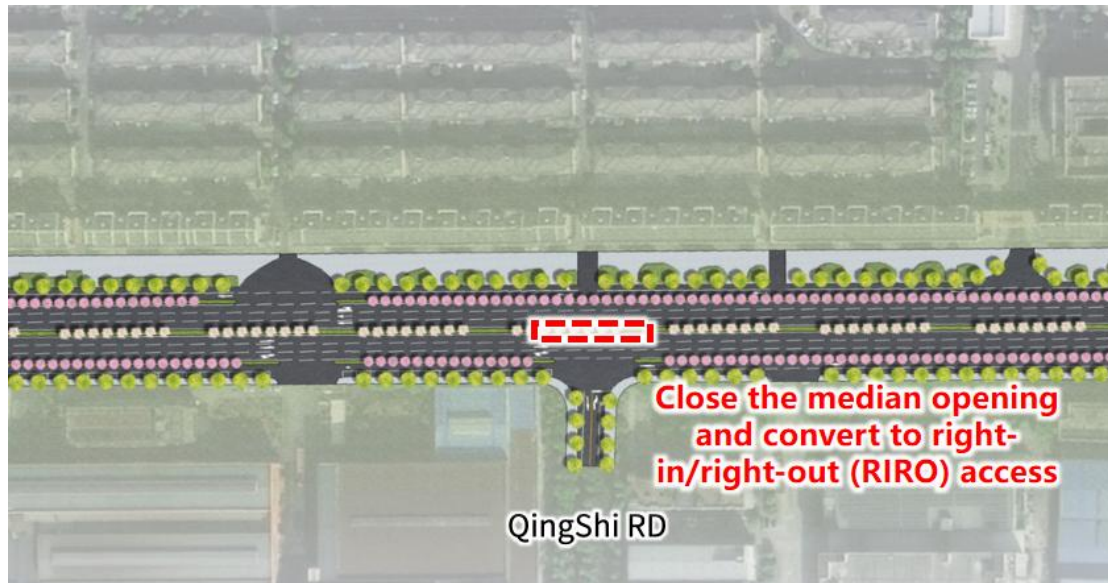 Close the median opening
and convert to right-
in/right-out (RIRO) access
QingShi RD